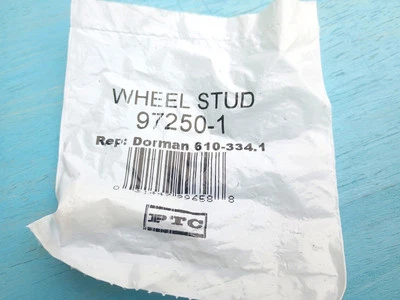 WHEEL STUD
97250-1
Rep: Dorman 610-334.1
PTC